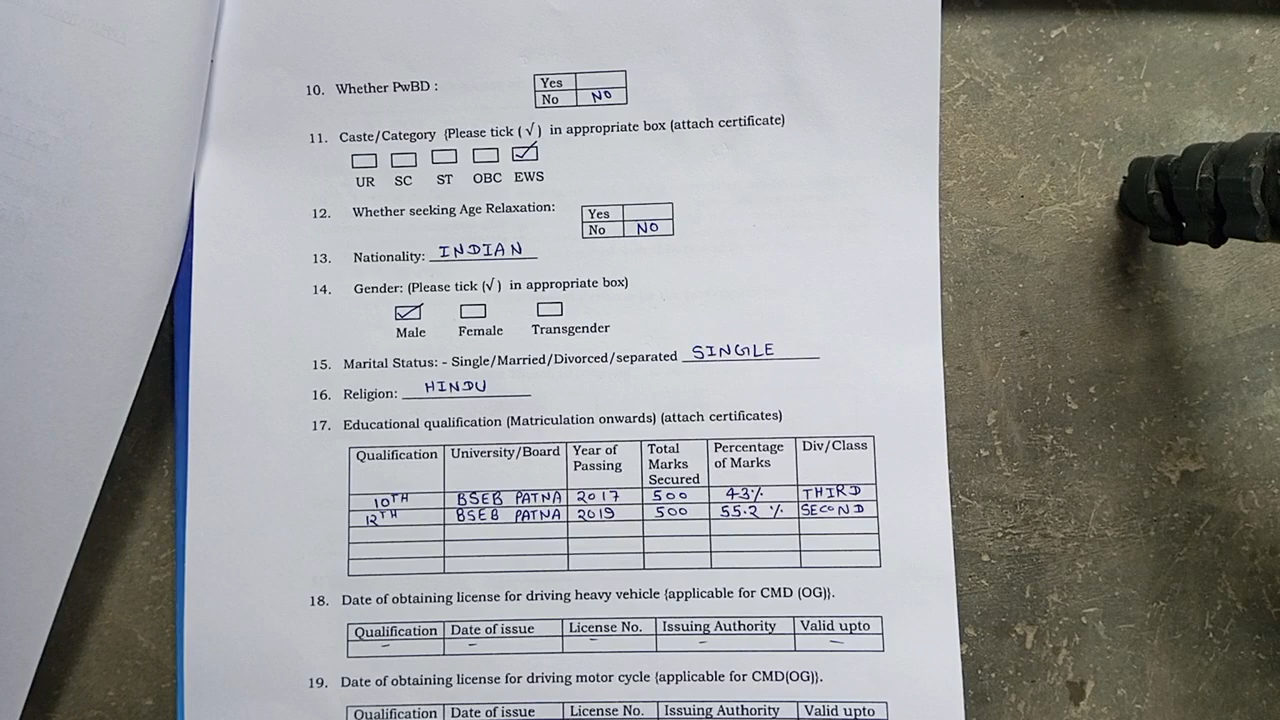 10. Whether PwBD :
Yes
No NO
11. Caste/Category {Please tick (√) in appropriate box (attach certificate)
UR SC ST OBC EWS
12. Whether seeking Age Relaxation:
Yes
No NO
13. Nationality: INDIAN
14. Gender: (Please tick (√) in appropriate box)
Male Female Transgender
15. Marital Status: - Single/Married/Divorced/separated SINGLE
16. Religion: HINDU
17. Educational qualification (Matriculation onwards) (attach certificates)
Qualification University/Board Year of Passing Total Marks Secured Percentage of Marks Div/Class
10TH BSEB PATNA 2017 500 43% THIRD
12TH BSEB PATNA 2019 500 55.2 % SECOND
18. Date of obtaining license for driving heavy vehicle {applicable for CMD (OG)}.
Qualification Date of issue License No. Issuing Authority Valid upto
– – – – –
19. Date of obtaining license for driving motor cycle {applicable for CMD(OG)}.
Qualification Date of issue License No. Issuing Authority Valid upto